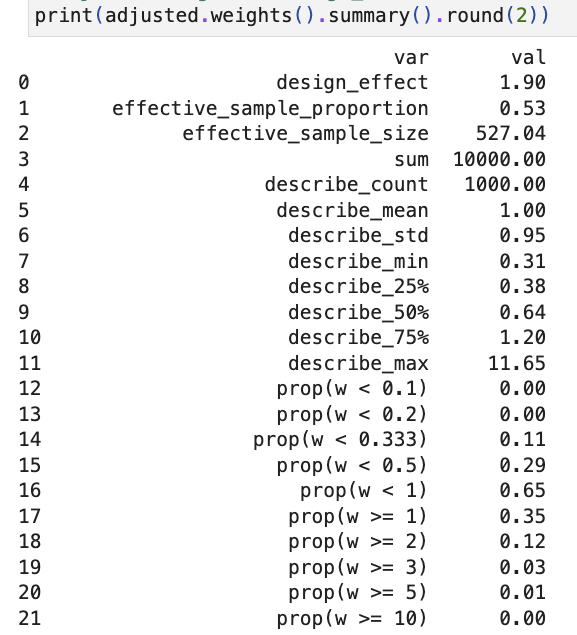 print(adjusted.weights().summary().round(2))
var val
0 design_effect 1.90
1 effective_sample_proportion 0.53
2 effective_sample_size 527.04
3 sum 10000.00
4 describe_count 1000.00
5 describe_mean 1.00
6 describe_std 0.95
7 describe_min 0.31
8 describe_25% 0.38
9 describe_50% 0.64
10 describe_75% 1.20
11 describe_max 11.65
12 prop(w < 0.1) 0.00
13 prop(w < 0.2) 0.00
14 prop(w < 0.333) 0.11
15 prop(w < 0.5) 0.29
16 prop(w < 1) 0.65
17 prop(w >= 1) 0.35
18 prop(w >= 2) 0.12
19 prop(w >= 3) 0.03
20 prop(w >= 5) 0.01
21 prop(w >= 10) 0.00